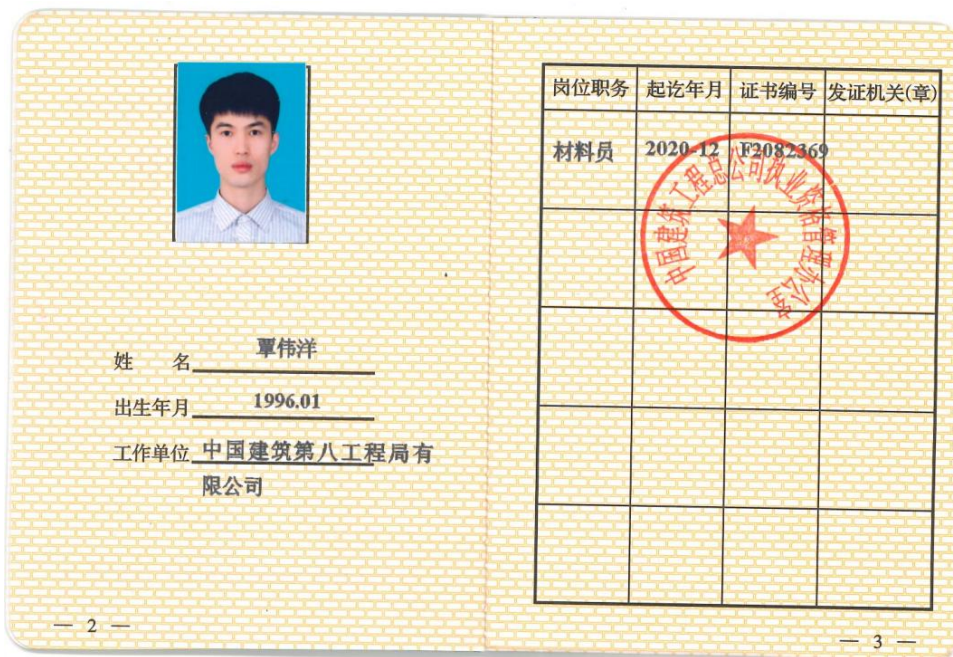 姓 名 覃伟洋
出生年月 1996.01
工作单位 中国建筑第八工程局有
限公司
— 2 —
岗位职务 起讫年月 证书编号 发证机关(章)
材料员 2020-12 F2082369
中国建筑工程总公司执业资格管理办公室
— 3 —